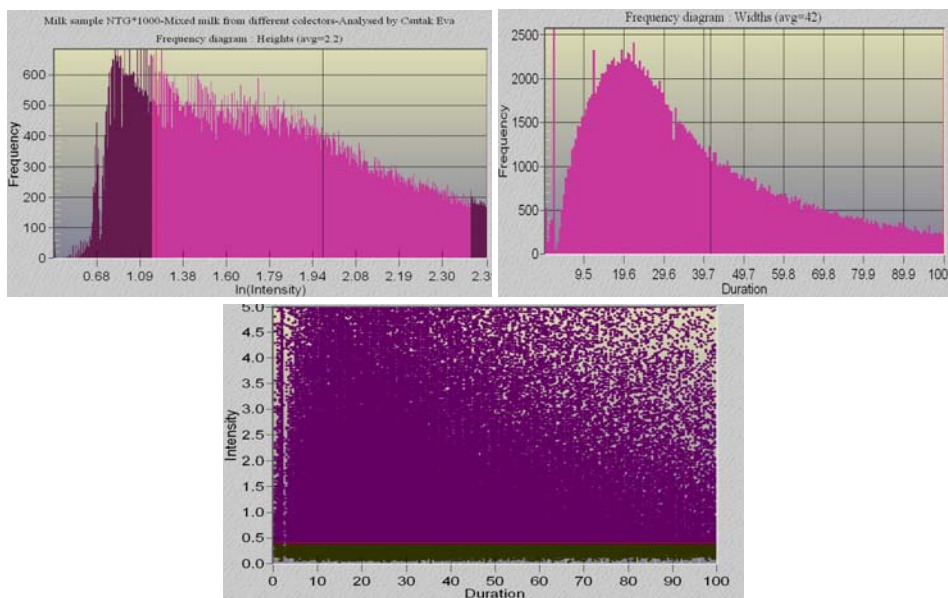 Milk sample NTG*1000-Mixed milk from different colectors-Analysed by Csutak Eva
Frequency diagram : Heights (avg=2.2)
Frequency
600
500
400
300
200
100
0
0.68 1.09 1.38 1.60 1.79 1.94 2.08 2.19 2.30 2.3
ln(Intensity)
Frequency diagram : Widths (avg=42)
Frequency
2500
2000
1500
1000
500
0
9.5 19.6 29.6 39.7 49.7 59.8 69.8 79.9 89.9 100
Duration
Intensity
5.0
4.5
4.0
3.5
3.0
2.5
2.0
1.5
1.0
0.5
0.0
0 10 20 30 40 50 60 70 80 90 100
Duration